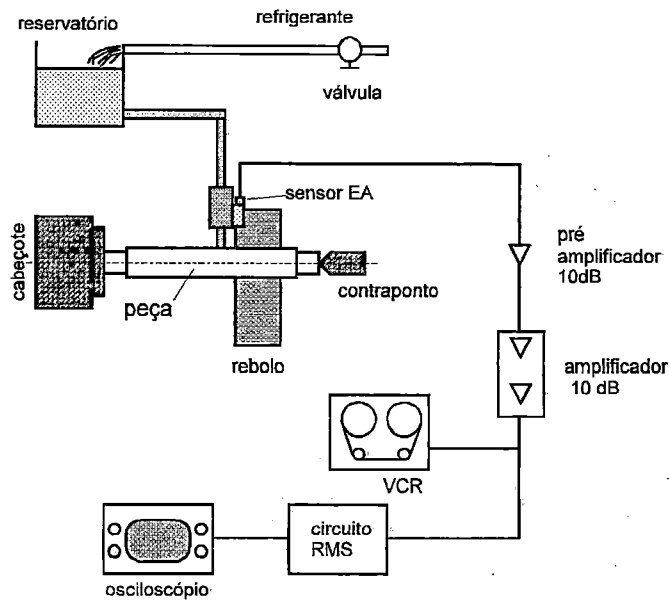 refrigerante
reservatório
válvula
sensor EA
cabeçote
peça
contraponto
rebolo
pré
amplificador
10dB
amplificador
10 dB
VCR
circuito
RMS
osciloscópio